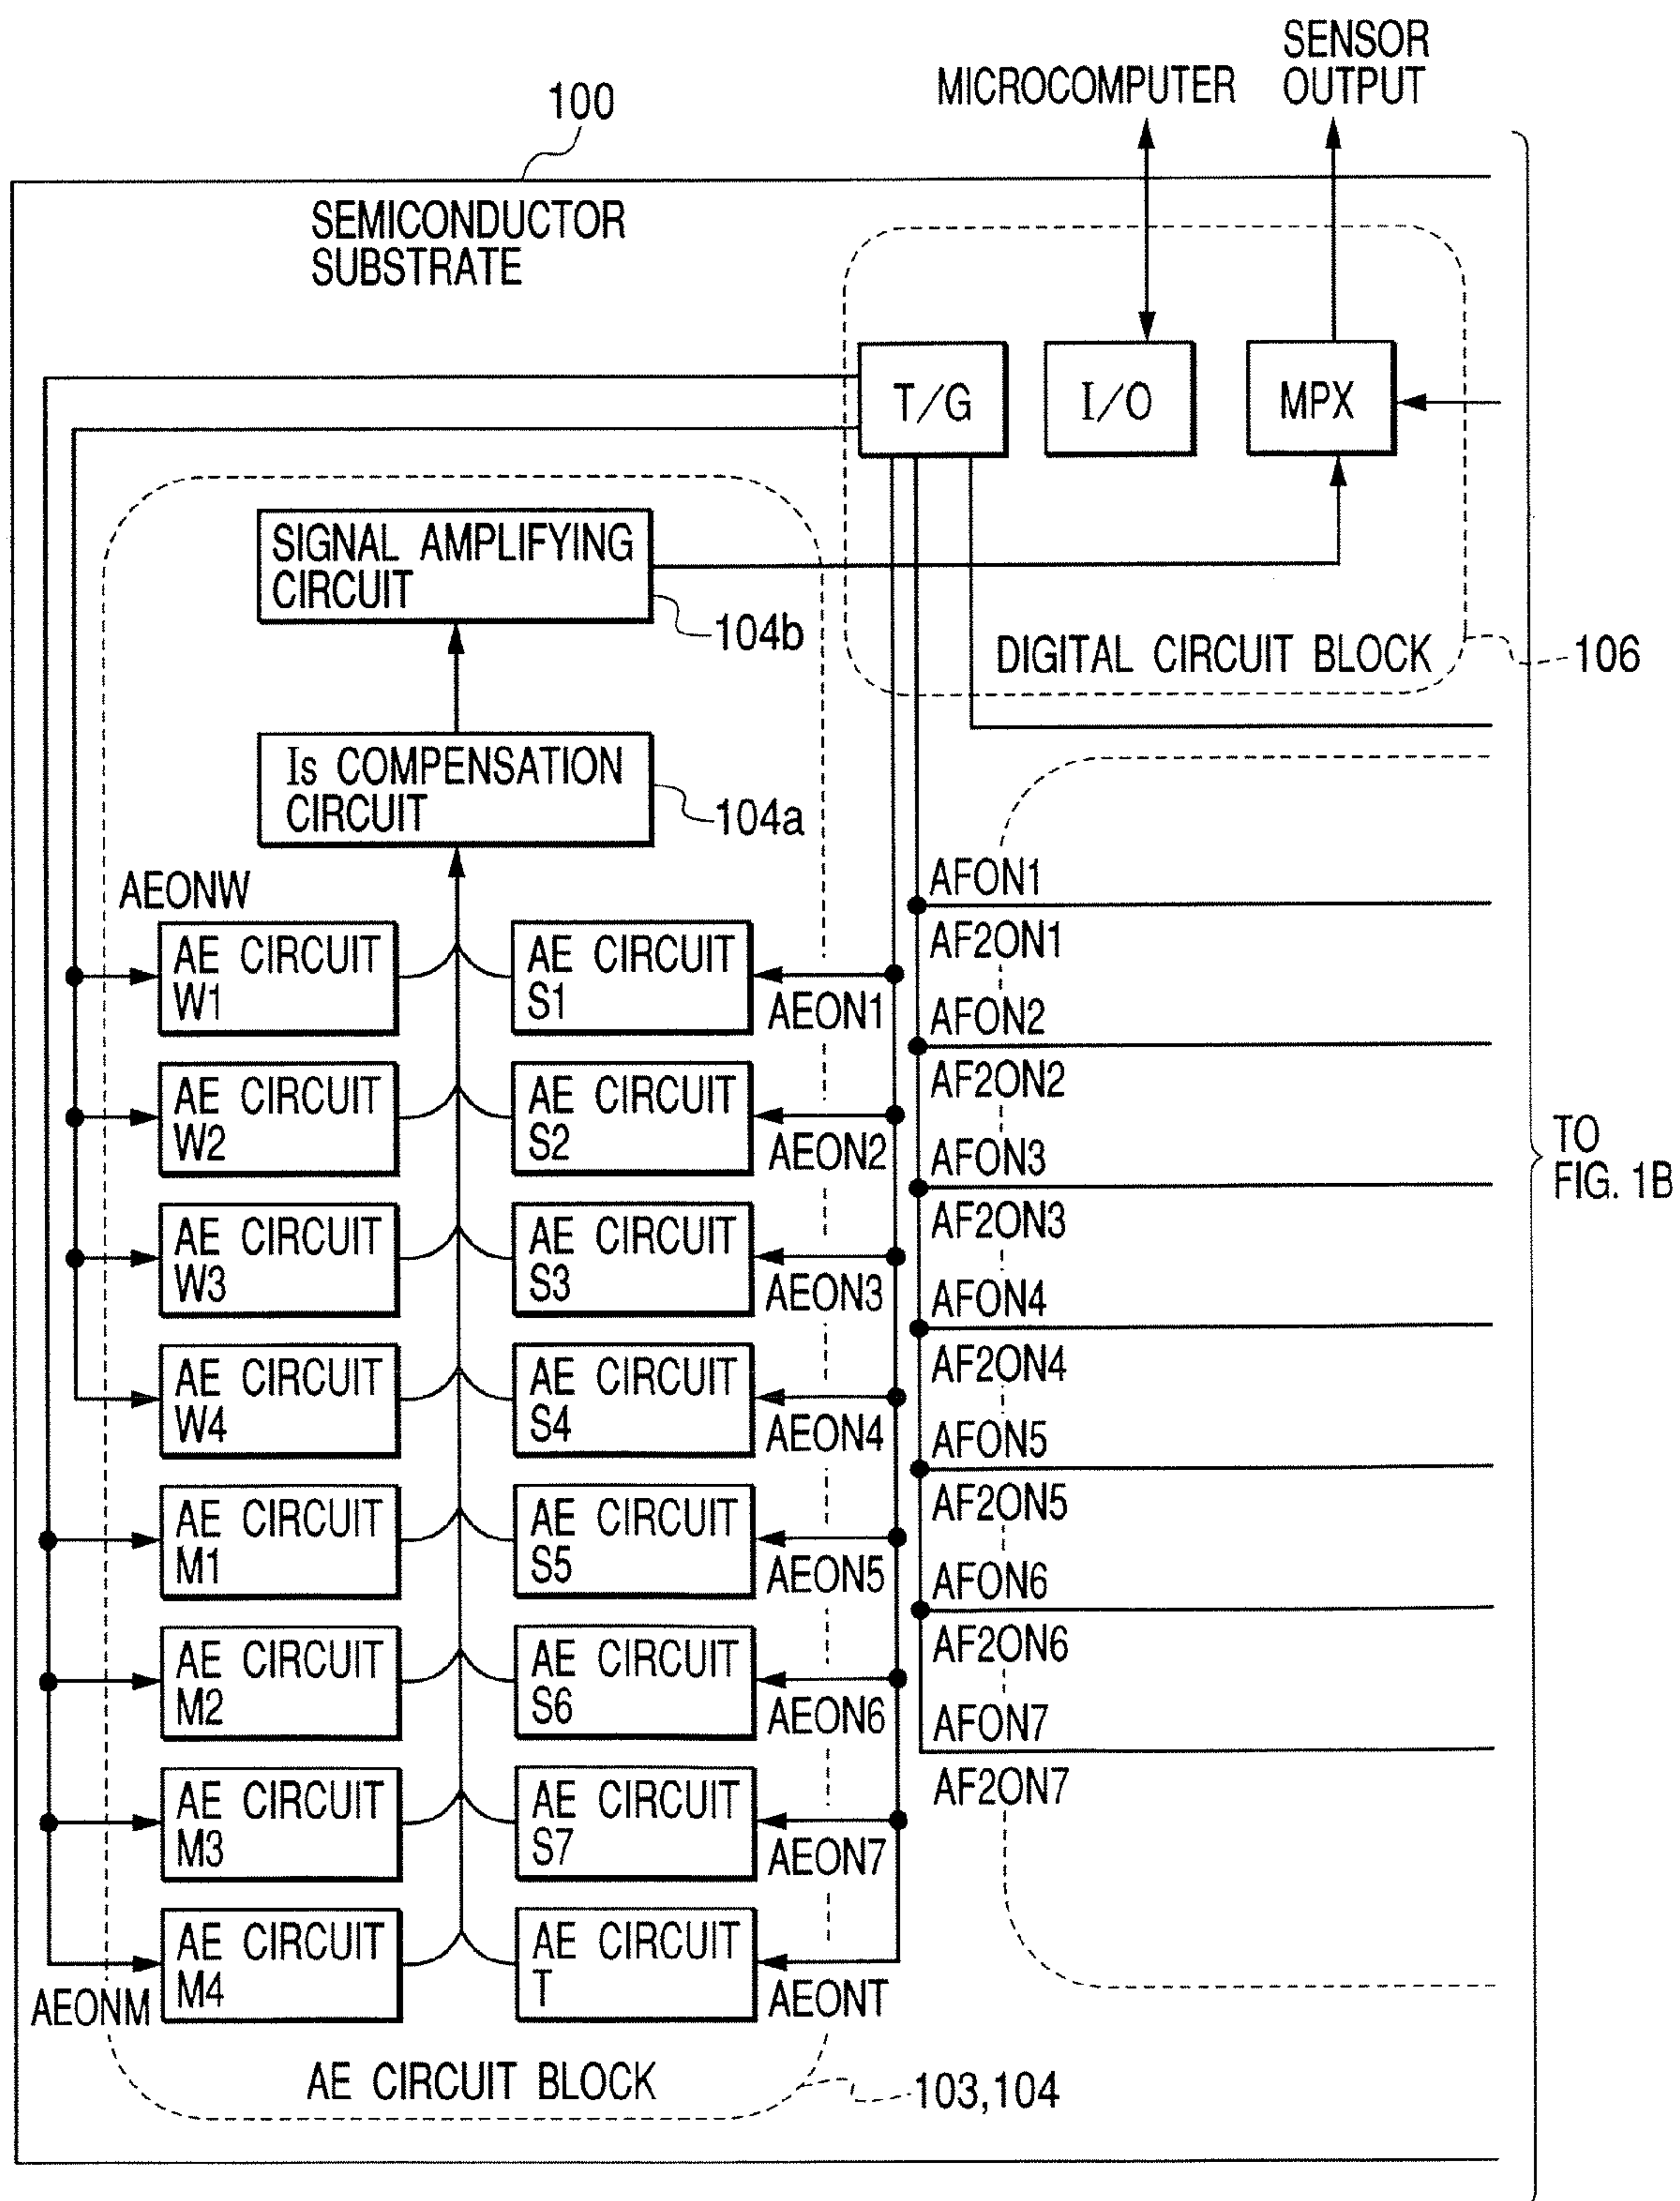 SENSOR
OUTPUT
MICROCOMPUTER
100
SEMICONDUCTOR
SUBSTRATE
T/G
I/O
MPX
SIGNAL AMPLIFYING
CIRCUIT
104b
DIGITAL CIRCUIT BLOCK
106
Is COMPENSATION
CIRCUIT
104a
AEONW
AE CIRCUIT
W1
AE CIRCUIT
S1
AEON1
AFON1
AF2ON1
AE CIRCUIT
W2
AE CIRCUIT
S2
AEON2
AFON2
AF2ON2
AE CIRCUIT
W3
AE CIRCUIT
S3
AEON3
AFON3
AF2ON3
TO
FIG. 1B
AE CIRCUIT
W4
AE CIRCUIT
S4
AEON4
AFON4
AF2ON4
AE CIRCUIT
M1
AE CIRCUIT
S5
AEON5
AFON5
AF2ON5
AE CIRCUIT
M2
AE CIRCUIT
S6
AEON6
AFON6
AF2ON6
AE CIRCUIT
M3
AE CIRCUIT
S7
AEON7
AFON7
AF2ON7
AE CIRCUIT
M4
AEONM
AE CIRCUIT
T
AEONT
AE CIRCUIT BLOCK
103,104